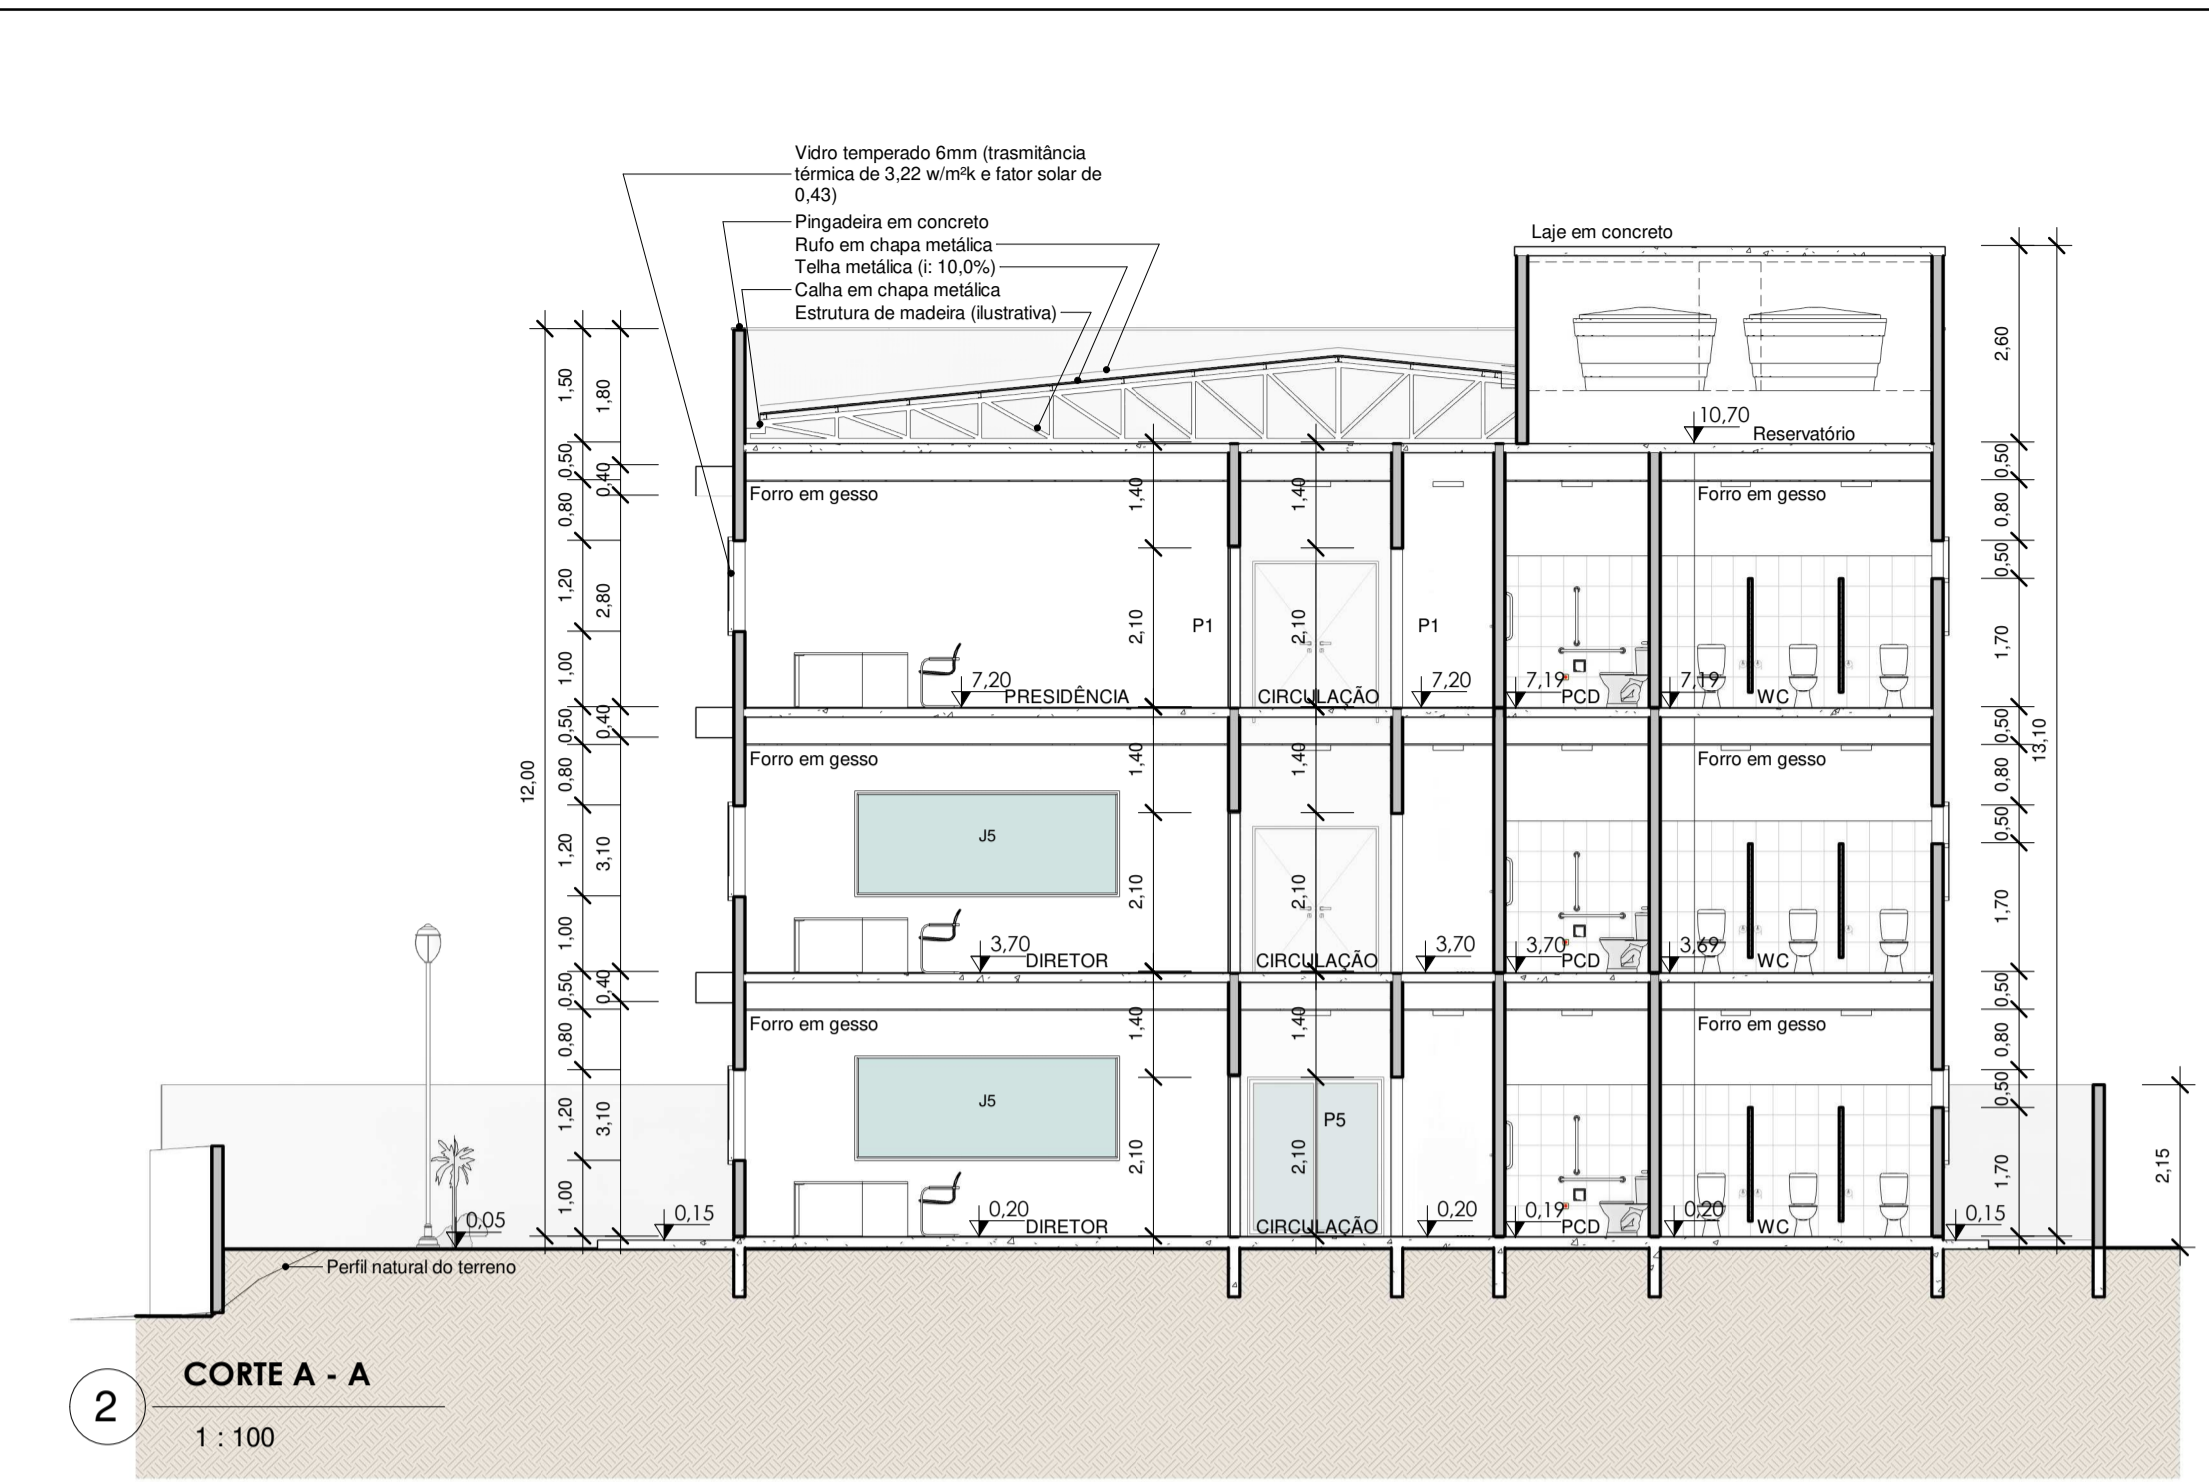 Vidro temperado 6mm (trasmitância
térmica de 3,22 w/m²k e fator solar de
0,43)
Pingadeira em concreto
Rufo em chapa metálica
Telha metálica (i: 10,0%)
Calha em chapa metálica
Estrutura de madeira (ilustrativa)
Laje em concreto
10,70
Reservatório
12,00
1,50
0,50
0,80
1,20
1,00
0,50
0,80
1,20
1,00
0,50
0,80
1,20
1,00
1,80
0,40
2,80
0,40
3,10
0,40
3,10
Forro em gesso
1,40
1,40
Forro em gesso
2,10
P1
2,10
P1
7,20
PRESIDÊNCIA
CIRCULAÇÃO
7,20
7,19
PCD
7,19
WC
Forro em gesso
1,40
1,40
Forro em gesso
J5
2,10
2,10
3,70
DIRETOR
CIRCULAÇÃO
3,70
3,70
PCD
3,69
WC
Forro em gesso
1,40
1,40
Forro em gesso
J5
P5
2,10
2,10
0,05
0,15
0,20
DIRETOR
CIRCULAÇÃO
0,20
0,19
PCD
0,20
WC
0,15
2,60
0,50
0,80
0,50
1,70
0,50
0,80
0,50
1,70
0,50
0,80
0,50
1,70
13,10
2,15
Perfil natural do terreno
2
CORTE A - A
1 : 100